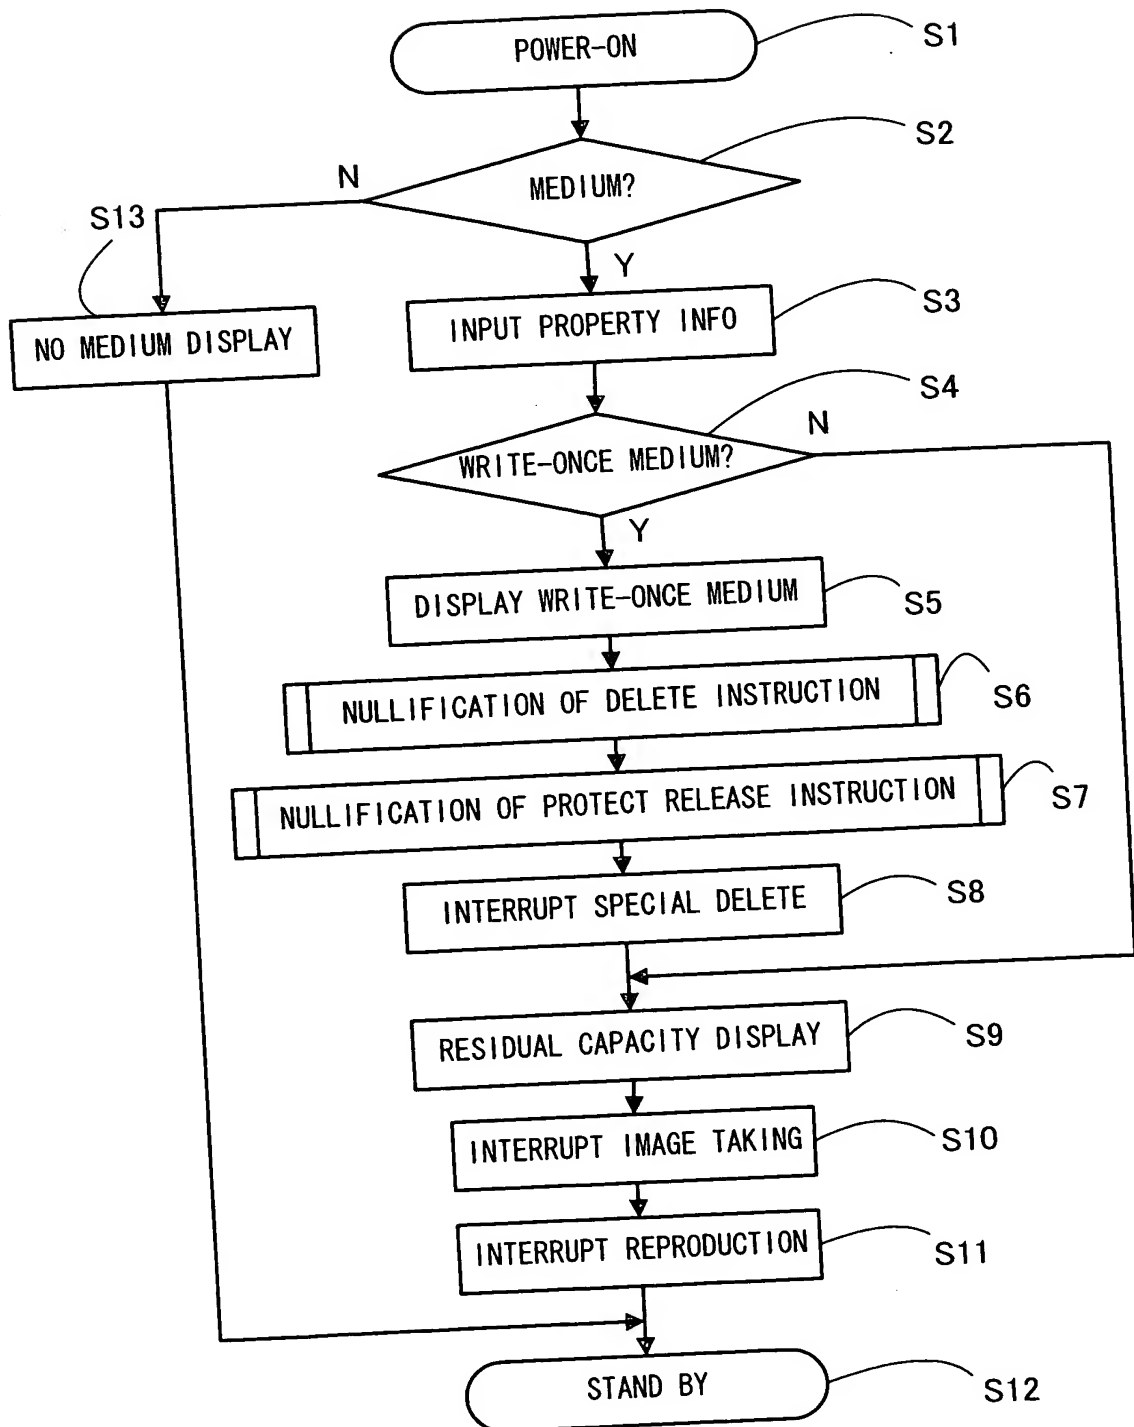 POWER-ON
S1
S2
MEDIUM?
N
S13
Y
S3
INPUT PROPERTY INFO
NO MEDIUM DISPLAY
S4
N
WRITE-ONCE MEDIUM?
Y
DISPLAY WRITE-ONCE MEDIUM
S5
NULLIFICATION OF DELETE INSTRUCTION
S6
NULLIFICATION OF PROTECT RELEASE INSTRUCTION
S7
INTERRUPT SPECIAL DELETE
S8
RESIDUAL CAPACITY DISPLAY
S9
INTERRUPT IMAGE TAKING
S10
INTERRUPT REPRODUCTION
S11
STAND BY
S12